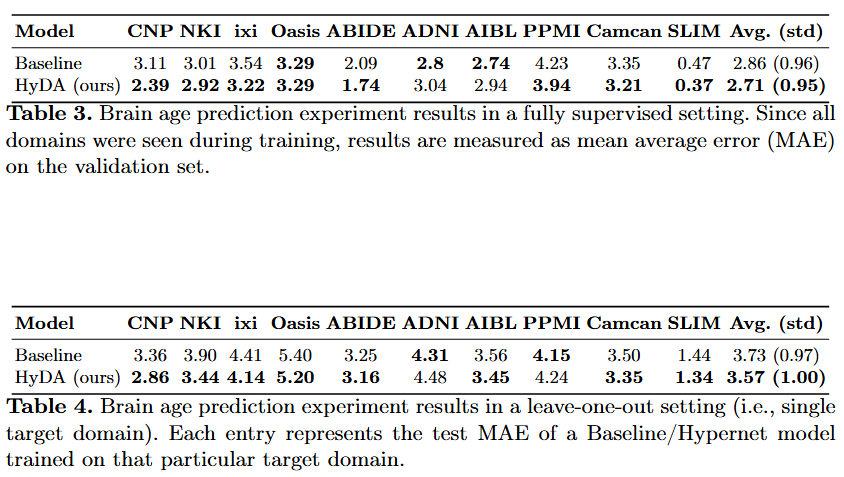 Model CNP NKI ixi Oasis ABIDE ADNI AIBL PPMI Camcan SLIM Avg. (std)
Baseline 3.11 3.01 3.54 3.29 2.09 2.8 2.74 4.23 3.35 0.47 2.86 (0.96)
HyDA (ours) 2.39 2.92 3.22 3.29 1.74 3.04 2.94 3.94 3.21 0.37 2.71 (0.95)
Table 3. Brain age prediction experiment results in a fully supervised setting. Since all
domains were seen during training, results are measured as mean average error (MAE)
on the validation set.
Model CNP NKI ixi Oasis ABIDE ADNI AIBL PPMI Camcan SLIM Avg. (std)
Baseline 3.36 3.90 4.41 5.40 3.25 4.31 3.56 4.15 3.50 1.44 3.73 (0.97)
HyDA (ours) 2.86 3.44 4.14 5.20 3.16 4.48 3.45 4.24 3.35 1.34 3.57 (1.00)
Table 4. Brain age prediction experiment results in a leave-one-out setting (i.e., single
target domain). Each entry represents the test MAE of a Baseline/Hypernet model
trained on that particular target domain.